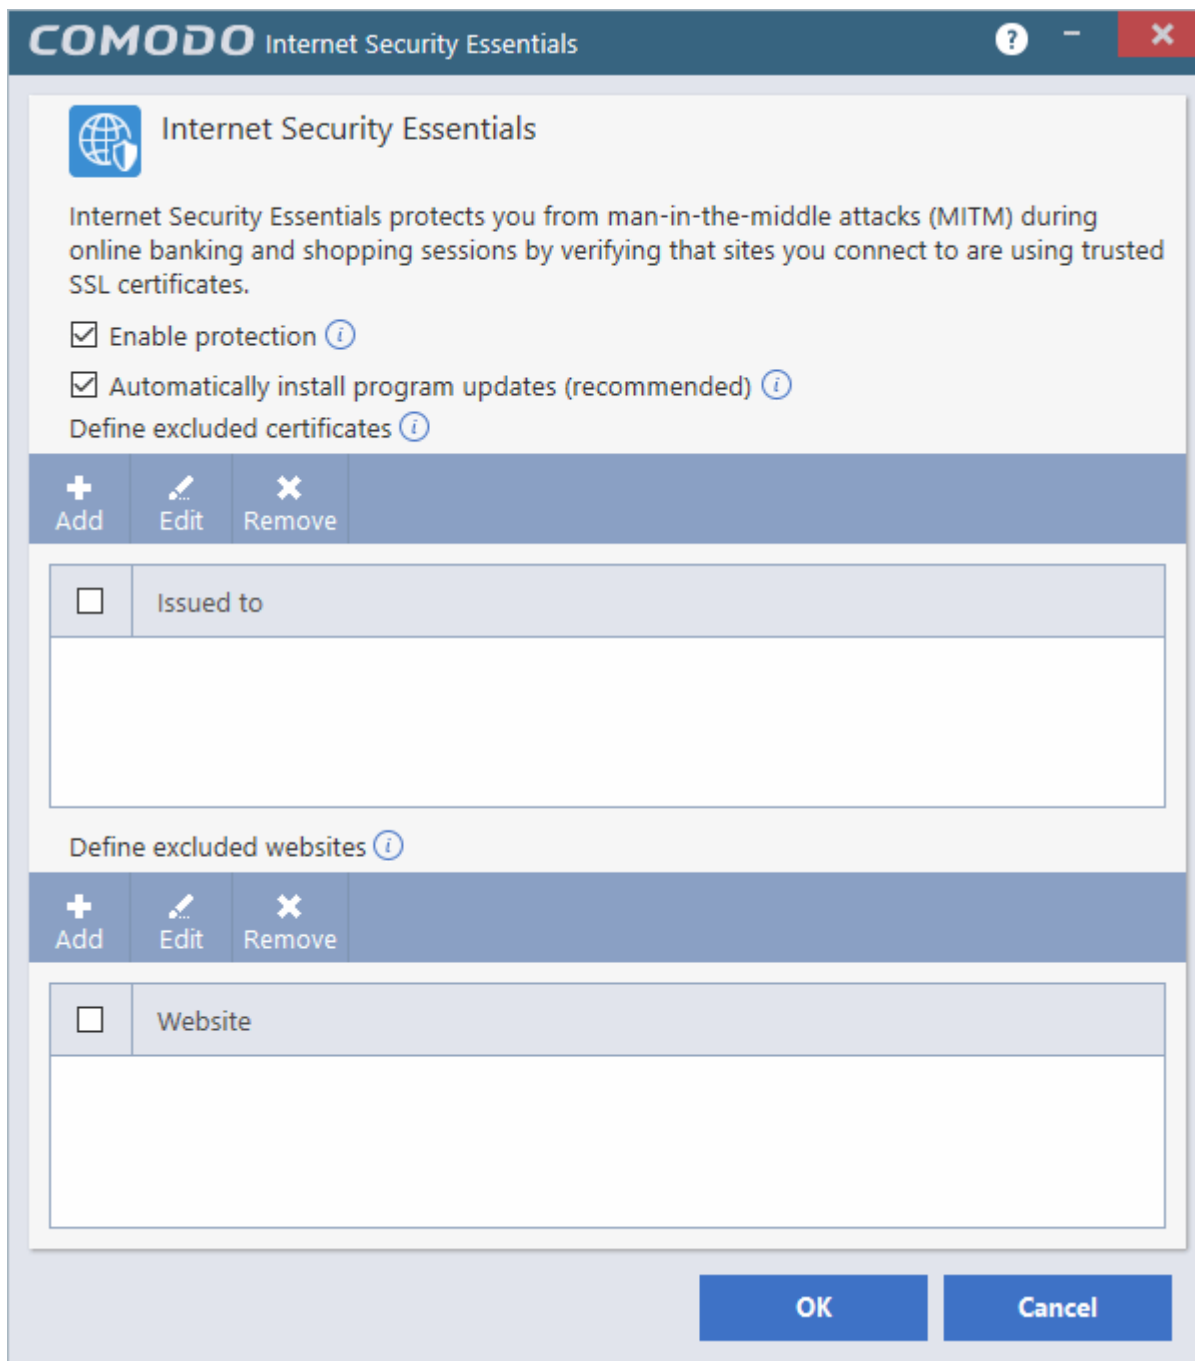 COMODO Internet Security Essentials ? – ×
Internet Security Essentials
Internet Security Essentials protects you from man-in-the-middle attacks (MITM) during
online banking and shopping sessions by verifying that sites you connect to are using trusted
SSL certificates.
Enable protection i
Automatically install program updates (recommended) i
Define excluded certificates i
Add Edit Remove
Issued to
Define excluded websites i
Add Edit Remove
Website
OK Cancel